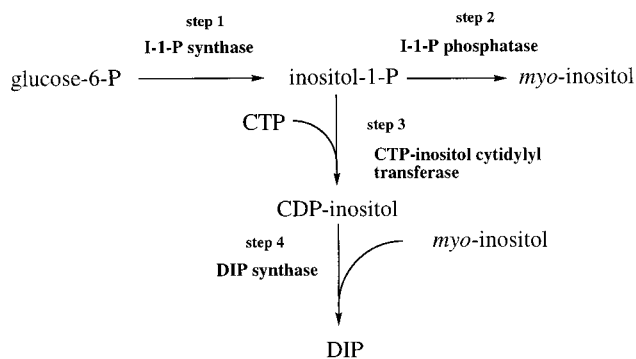 step 1
I-1-P synthase
step 2
I-1-P phosphatase
glucose-6-P
inositol-1-P
myo-inositol
CTP
step 3
CTP-inositol cytidylyl
transferase
CDP-inositol
step 4
DIP synthase
myo-inositol
DIP